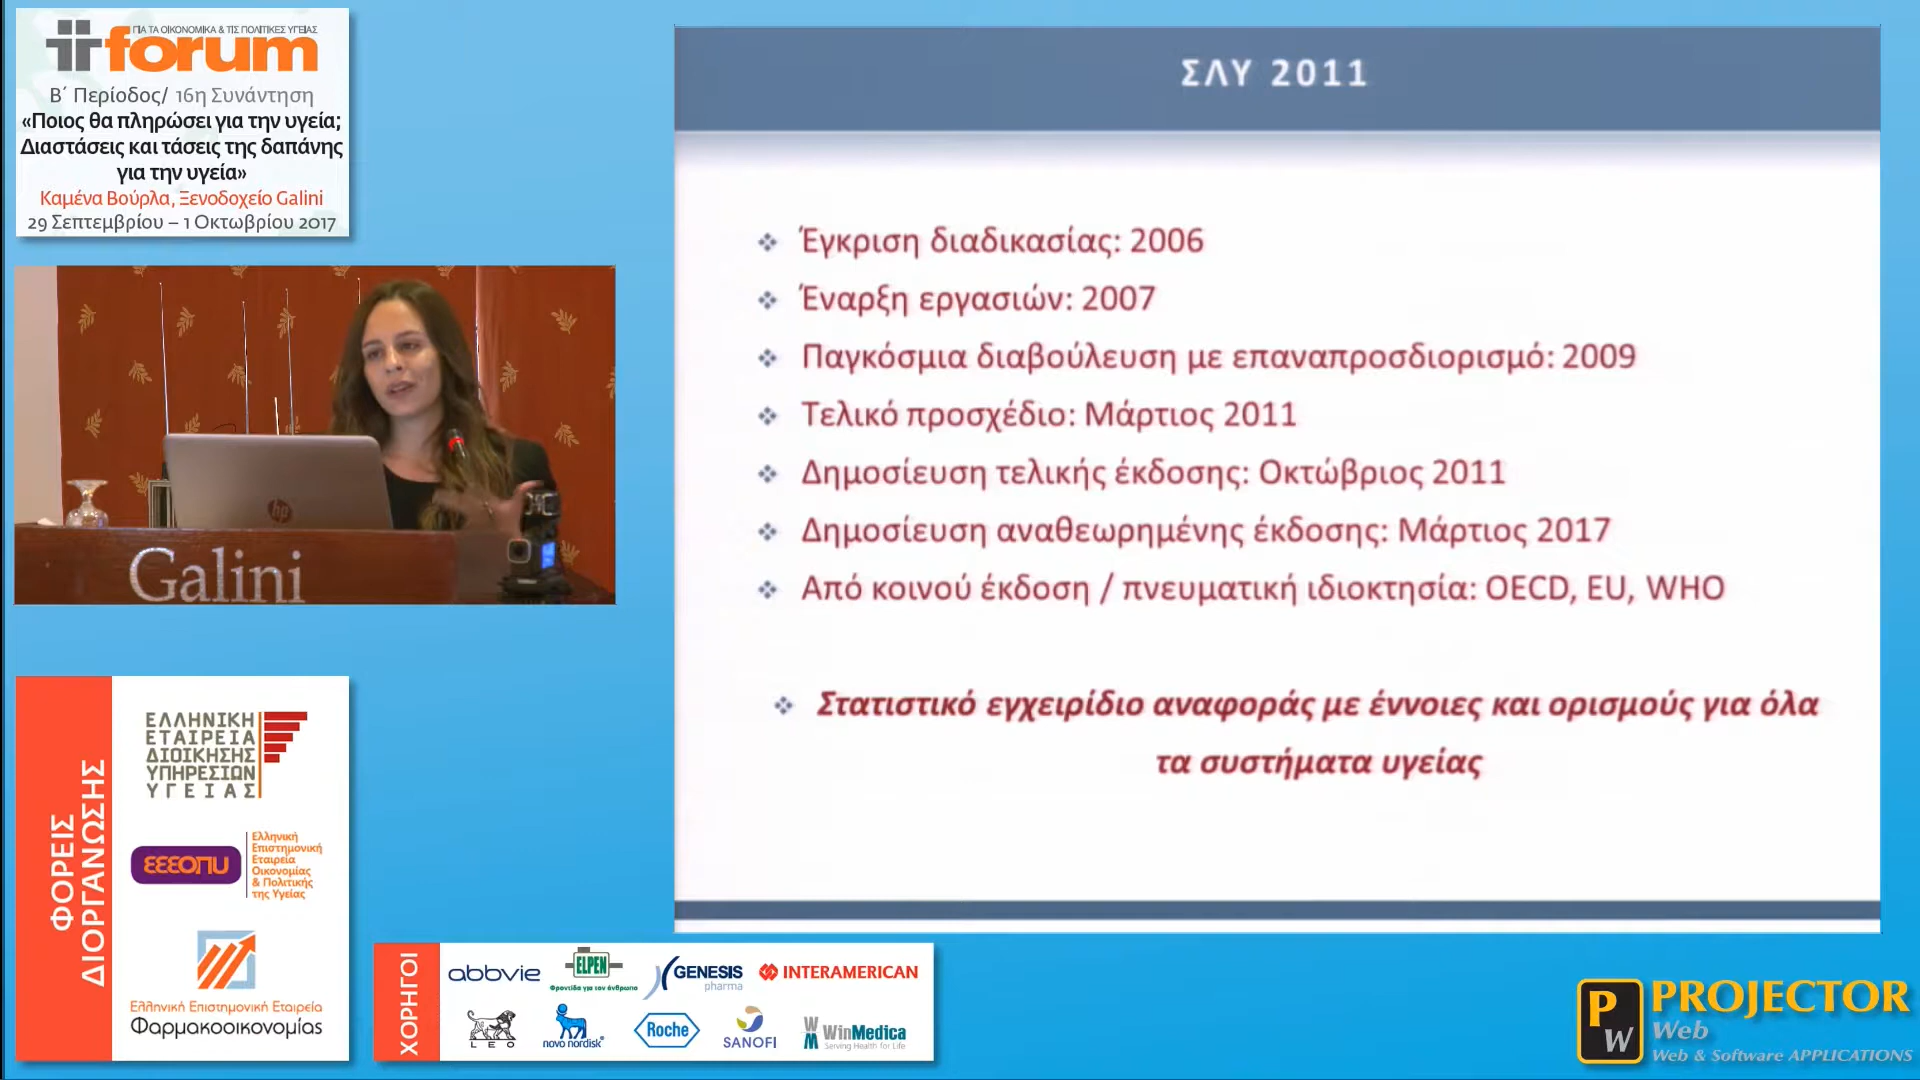 ΓΙΑ ΤΑ ΟΙΚΟΝΟΜΙΚΑ & ΤΙΣ ΠΟΛΙΤΙΚΕΣ ΥΓΕΙΑΣ
forum
Β΄ Περίοδος/ 16η Συνάντηση
«Ποιος θα πληρώσει για την υγεία;
Διαστάσεις και τάσεις της δαπάνης
για την υγεία»
Καμένα Βούρλα, Ξενοδοχείο Galini
29 Σεπτεμβρίου – 1 Οκτωβρίου 2017
hp
Galini
ΣΛΥ 2011
Έγκριση διαδικασίας: 2006
Έναρξη εργασιών: 2007
Παγκόσμια διαβούλευση με επαναπροσδιορισμό: 2009
Τελικό προσχέδιο: Μάρτιος 2011
Δημοσίευση τελικής έκδοσης: Οκτώβριος 2011
Δημοσίευση αναθεωρημένης έκδοσης: Μάρτιος 2017
Από κοινού έκδοση / πνευματική ιδιοκτησία: OECD, EU, WHO
Στατιστικό εγχειρίδιο αναφοράς με έννοιες και ορισμούς για όλα
τα συστήματα υγείας
ΦΟΡΕΙΣ
ΔΙΟΡΓΑΝΩΣΗΣ
ΕΛΛΗΝΙΚΗ
ΕΤΑΙΡΕΙΑ
ΔΙΟΙΚΗΣΗΣ
ΥΠΗΡΕΣΙΩΝ
ΥΓΕΙΑΣ
ΕΕΕΟΠΥ
Ελληνική
Επιστημονική
Εταιρεία
Οικονομίας
& Πολιτικής
της Υγείας
Ελληνική Επιστημονική Εταιρεία
Φαρμακοοικονομίας
ΧΟΡΗΓΟΙ
abbvie
ELPEN
Φροντίδα για τον άνθρωπο
GENESIS
pharma
INTERAMERICAN
LEO
novo nordisk
Roche
SANOFI
WinMedica
Serving Health for Life
PW
PROJECTOR
Web
Web & Software APPLICATIONS